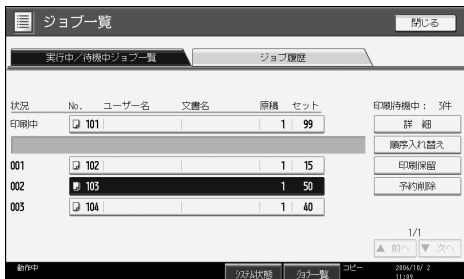 ジョブ一覧 閉じる
実行中/待機中ジョブ一覧 ジョブ履歴
状況 No. ユーザー名 文書名 原稿 セット 印刷待機中: 3件
印刷中 101 1 99 詳 細
順序入れ替え
001 102 1 15 印刷保留
002 103 1 50 予約削除
003 104 1 40
1/1
▲ 前へ ▼ 次へ
動作中 システム状態 ジョブ一覧 コピー 2006/10/ 2
11:09